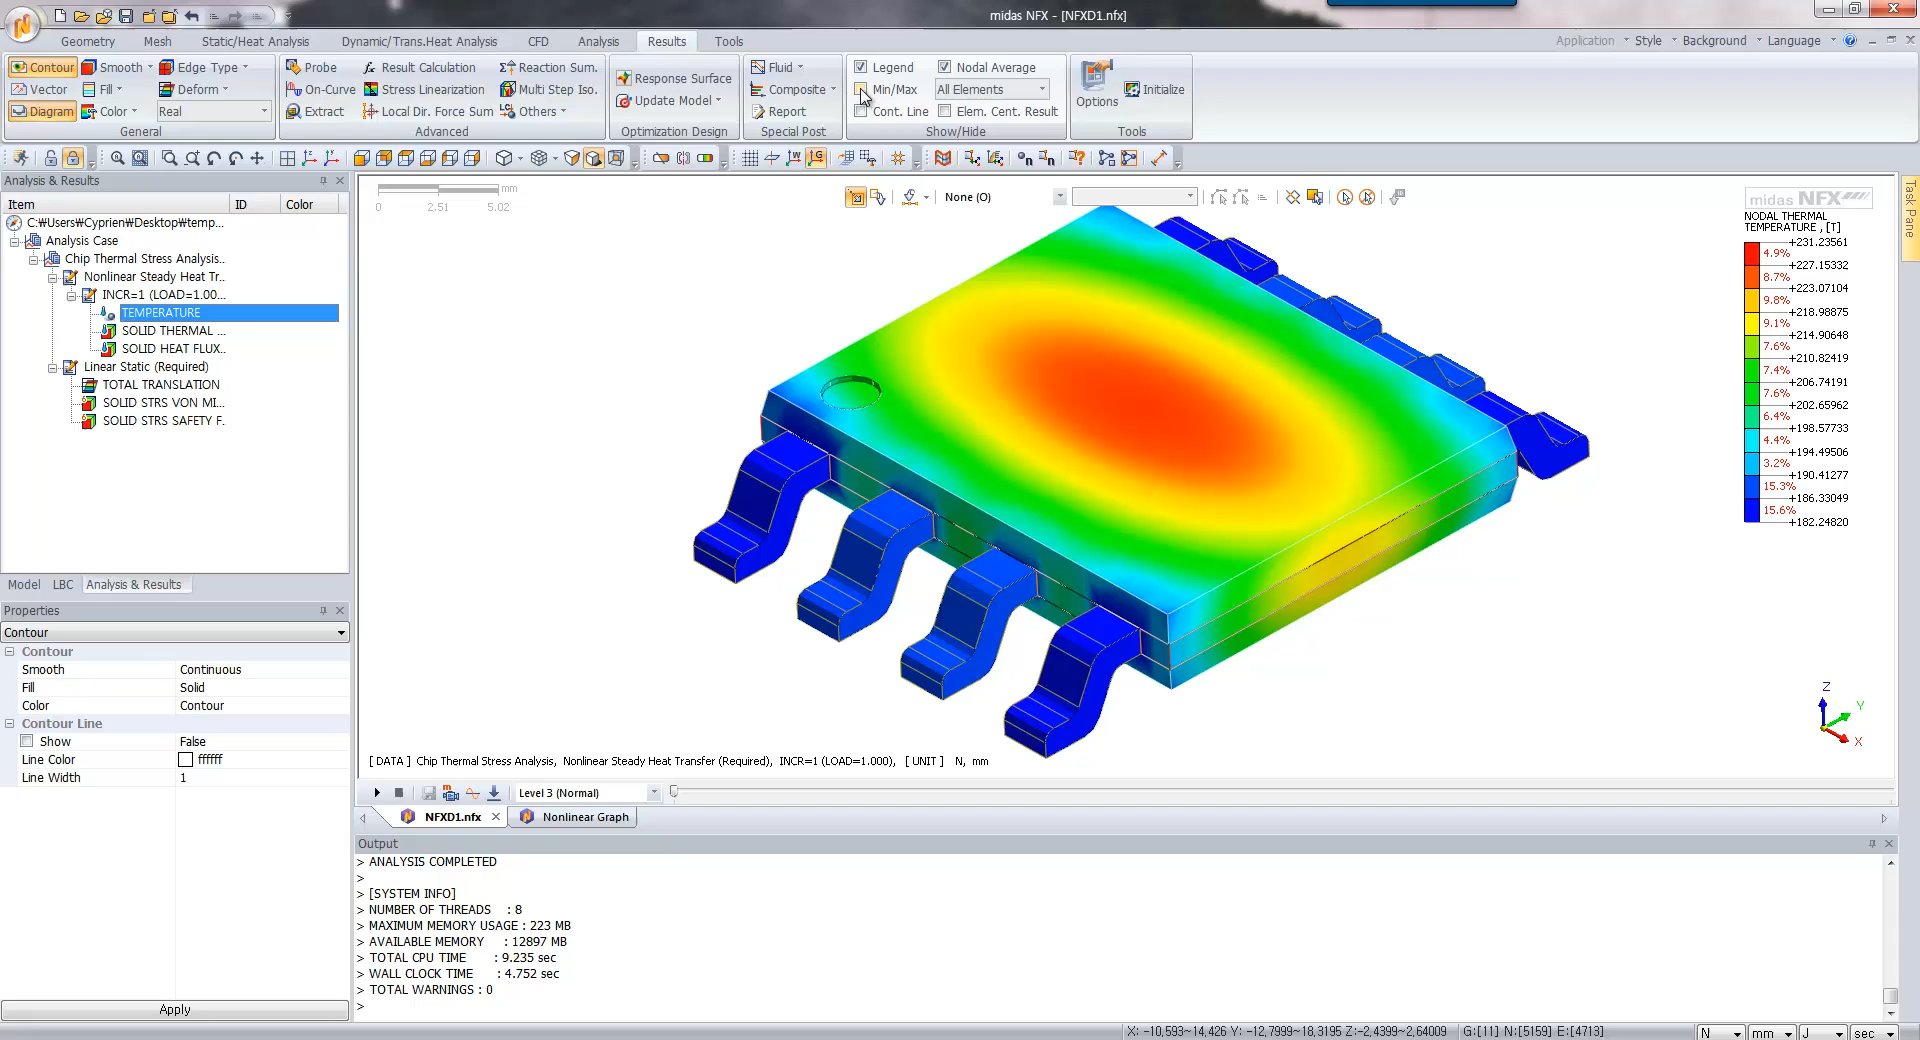 midas NFX - [NFXD1.nfx]
Geometry Mesh Static/Heat Analysis Dynamic/Trans.Heat Analysis CFD Analysis Results Tools
Application Style Background Language
Contour Smooth Edge Type
Vector Fill Deform
Diagram Color Real
General
Probe Result Calculation Reaction Sum.
On-Curve Stress Linearization Multi Step Iso.
Extract Local Dir. Force Sum Others
Advanced
Response Surface
Update Model
Optimization Design
Fluid
Composite
Report
Special Post
Legend Nodal Average
Min/Max All Elements
Cont. Line Elem. Cent. Result
Show/Hide
Options Initialize
Tools
Analysis & Results
Item ID Color
C:₩Users₩Cyprien₩Desktop₩temp...
Analysis Case
Chip Thermal Stress Analysis..
Nonlinear Steady Heat Tr...
INCR=1 (LOAD=1.00...
TEMPERATURE
SOLID THERMAL ...
SOLID HEAT FLUX..
Linear Static (Required)
TOTAL TRANSLATION
SOLID STRS VON MI...
SOLID STRS SAFETY F.
Model LBC Analysis & Results
Properties
Contour
Contour
Smooth Continuous
Fill Solid
Color Contour
Contour Line
Show False
Line Color ffffff
Line Width 1
Apply
mm
0 2.51 5.02
None (O)
midas NFX
NODAL THERMAL
TEMPERATURE , [T]
+231.23561
4.9%
+227.15332
8.7%
+223.07104
9.8%
+218.98875
9.1%
+214.90648
7.6%
+210.82419
7.4%
+206.74191
7.6%
+202.65962
6.4%
+198.57733
4.4%
+194.49506
3.2%
+190.41277
15.3%
+186.33049
15.6%
+182.24820
Task Pane
Z
Y
X
[ DATA ] Chip Thermal Stress Analysis, Nonlinear Steady Heat Transfer (Required), INCR=1 (LOAD=1.000), [ UNIT ] N, mm
Level 3 (Normal)
NFXD1.nfx Nonlinear Graph
Output
> ANALYSIS COMPLETED
>
> [SYSTEM INFO]
> NUMBER OF THREADS : 8
> MAXIMUM MEMORY USAGE : 223 MB
> AVAILABLE MEMORY : 12897 MB
> TOTAL CPU TIME : 9.235 sec
> WALL CLOCK TIME : 4.752 sec
> TOTAL WARNINGS : 0
>
X: -10,593~14,426 Y: -12,7999~18,3195 Z:-2,4399~2,64009 G:[11] N:[5159] E:[4713] N mm J sec